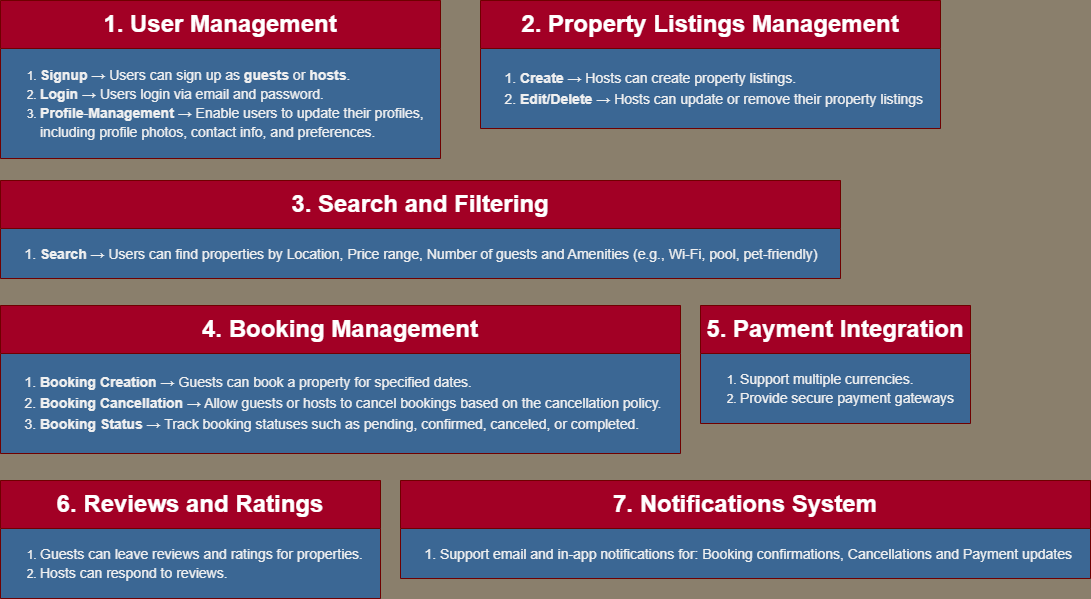 1. User Management
1. Signup → Users can sign up as guests or hosts.
2. Login → Users login via email and password.
3. Profile-Management → Enable users to update their profiles,
including profile photos, contact info, and preferences.
2. Property Listings Management
1. Create → Hosts can create property listings.
2. Edit/Delete → Hosts can update or remove their property listings
3. Search and Filtering
1. Search → Users can find properties by Location, Price range, Number of guests and Amenities (e.g., Wi-Fi, pool, pet-friendly)
4. Booking Management
1. Booking Creation → Guests can book a property for specified dates.
2. Booking Cancellation → Allow guests or hosts to cancel bookings based on the cancellation policy.
3. Booking Status → Track booking statuses such as pending, confirmed, canceled, or completed.
5. Payment Integration
1. Support multiple currencies.
2. Provide secure payment gateways
6. Reviews and Ratings
1. Guests can leave reviews and ratings for properties.
2. Hosts can respond to reviews.
7. Notifications System
1. Support email and in-app notifications for: Booking confirmations, Cancellations and Payment updates